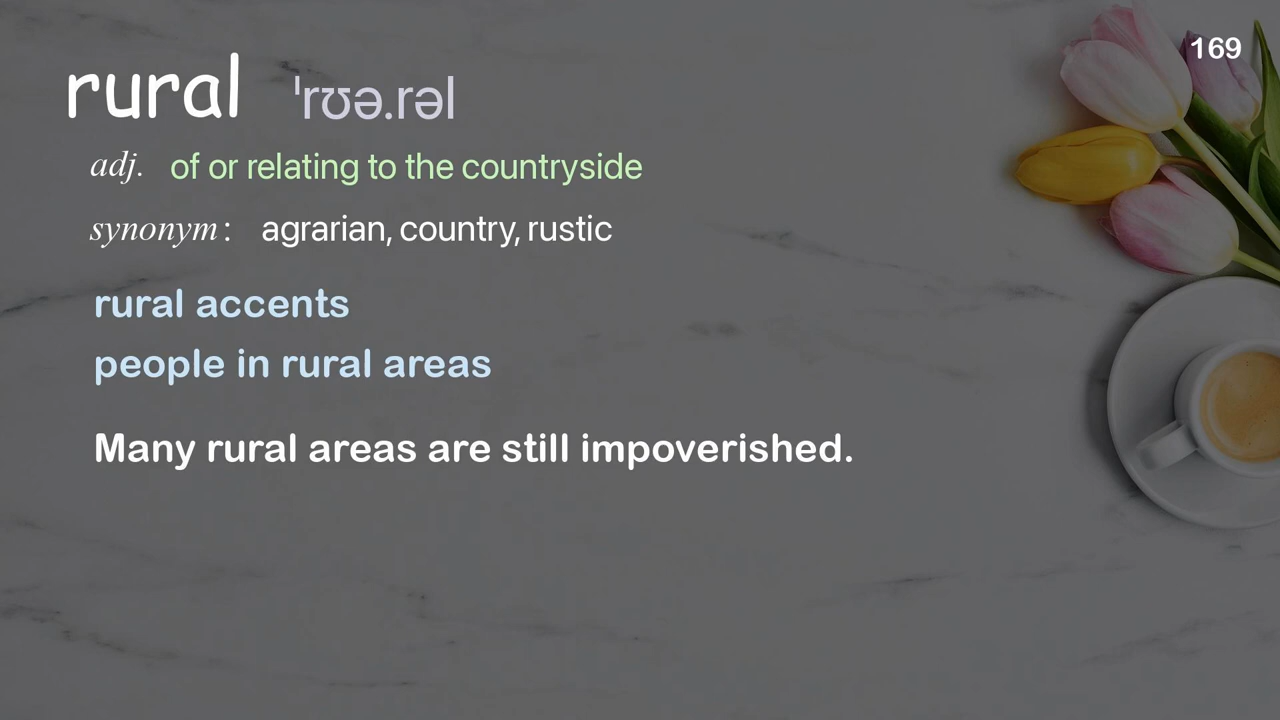 169
rural ˈrʊə.rəl
adj. of or relating to the countryside
synonym: agrarian, country, rustic
rural accents
people in rural areas
Many rural areas are still impoverished.